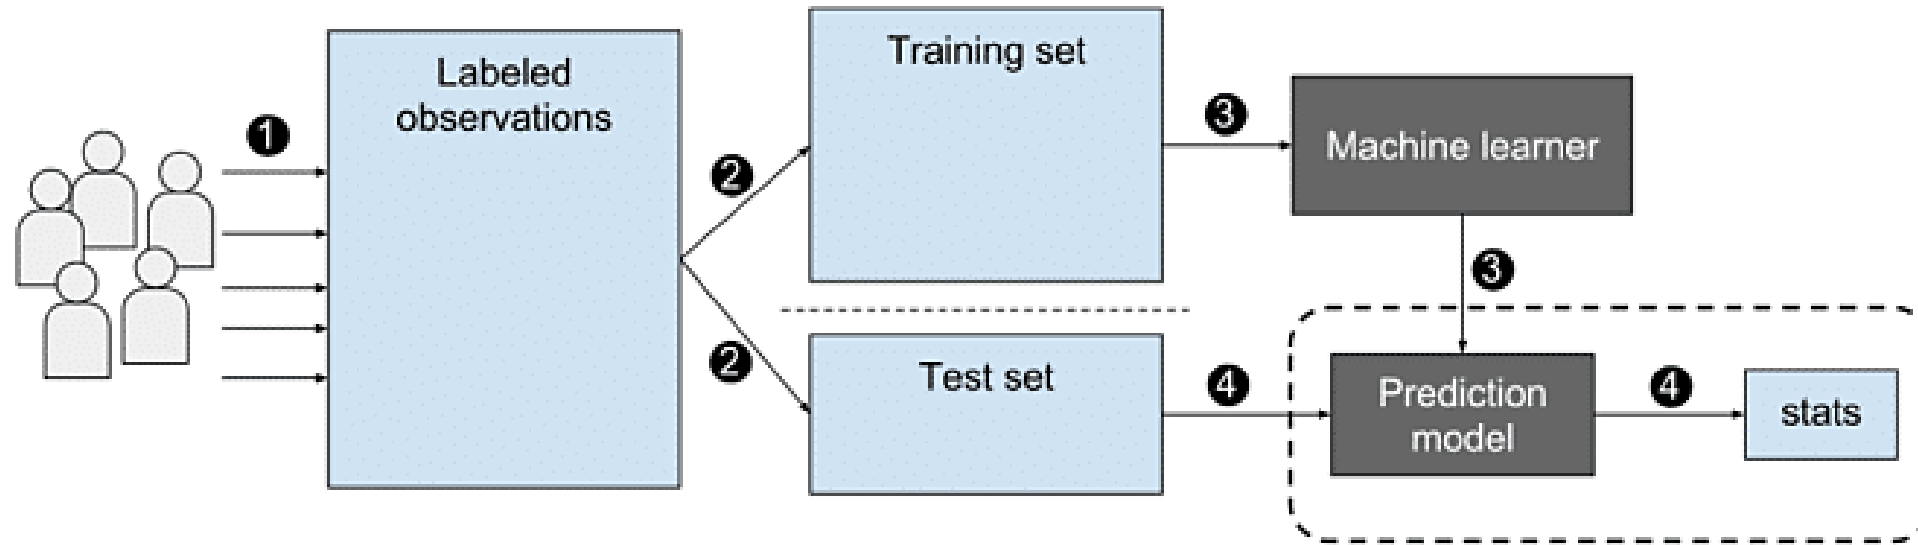 1
Labeled
observations
2
2
Training set
3
Machine learner
3
Test set
4
Prediction
model
4
stats